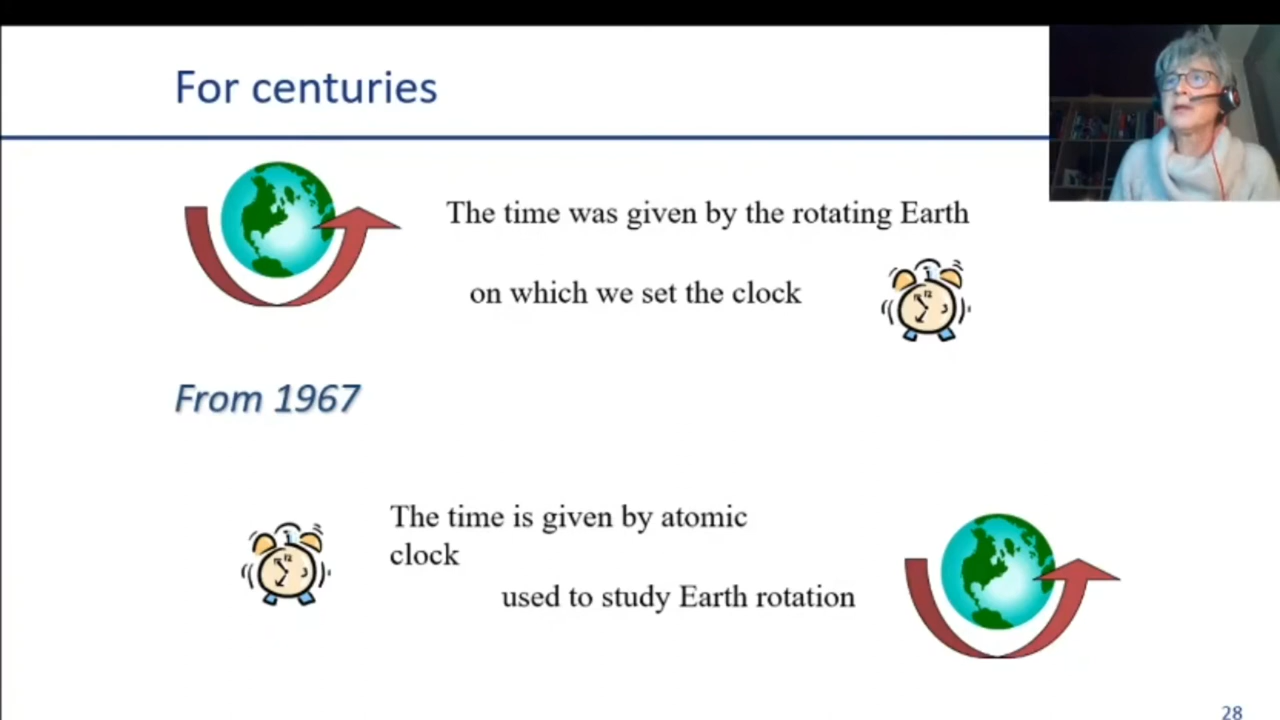 For centuries
The time was given by the rotating Earth
on which we set the clock
From 1967
The time is given by atomic
clock
used to study Earth rotation
28